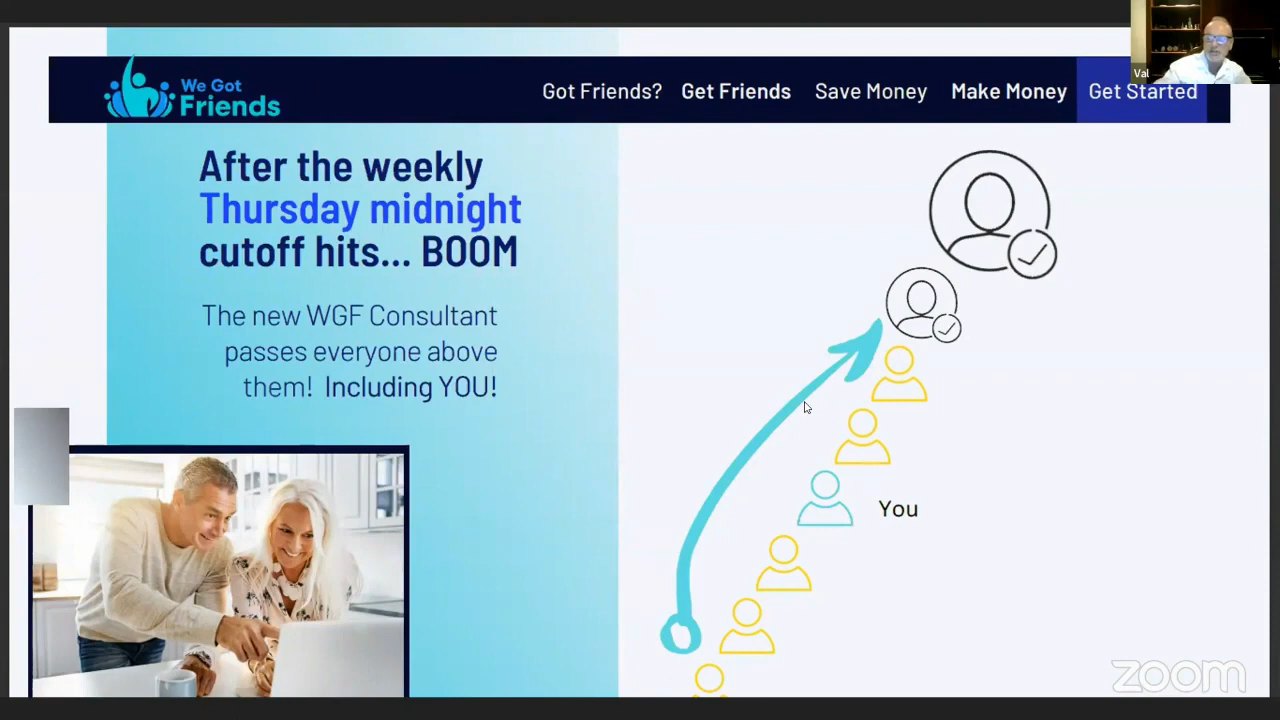 We Got
Friends
Got Friends? Get Friends Save Money Make Money Get Started
Val
After the weekly
Thursday midnight
cutoff hits... BOOM
The new WGF Consultant
passes everyone above
them! Including YOU!
You
zoom